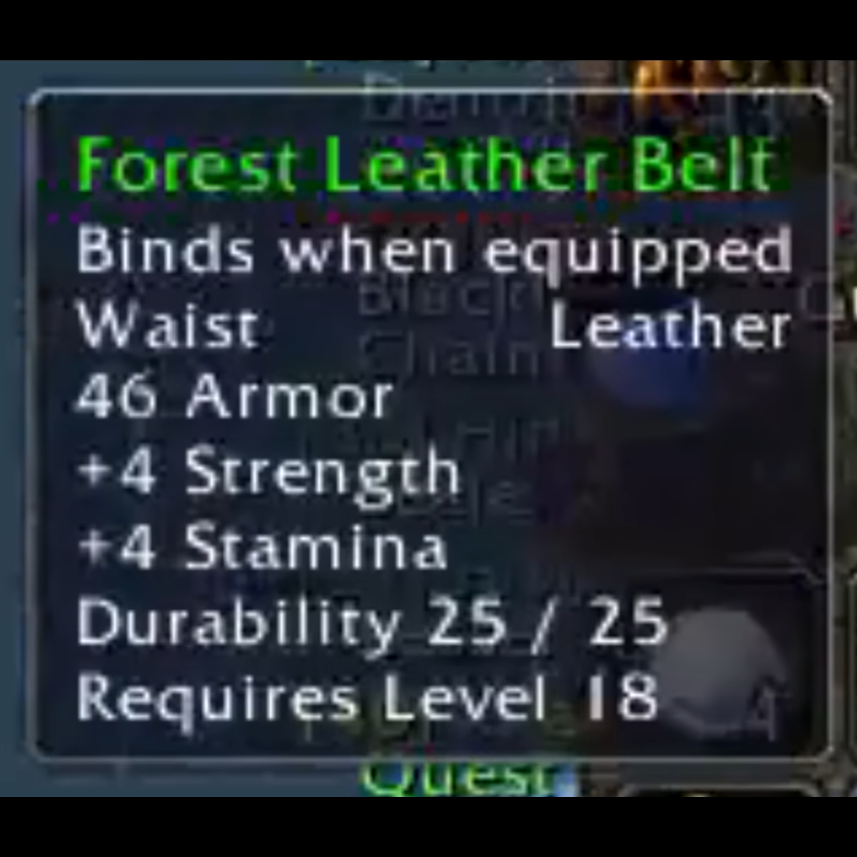 Forest Leather Belt
Binds when equipped
Waist Leather
46 Armor
+4 Strength
+4 Stamina
Durability 25 / 25
Requires Level 18
Quest